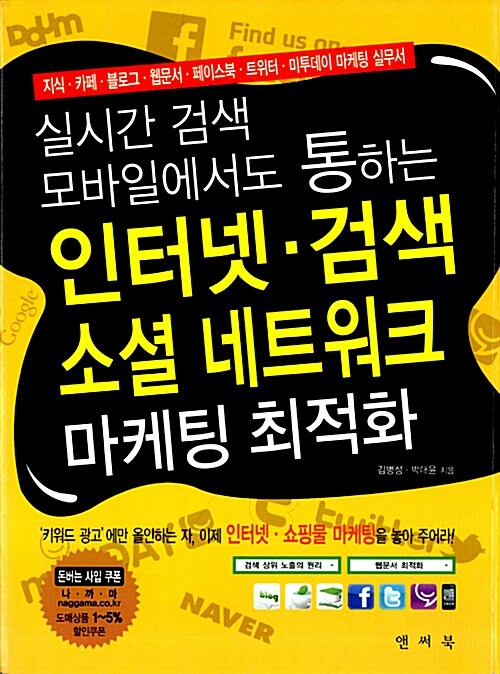 Daum
Find us on
지식·카페·블로그·웹문서·페이스북·트위터·미투데이 마케팅 실무서
실시간 검색
모바일에서도 통하는
인터넷·검색
소셜 네트워크
마케팅 최적화
Google
김병성·박대윤 지음
twitter
'키워드 광고'에만 올인하는 자, 이제 인터넷·쇼핑몰 마케팅을 놓아 주어라!
검색 상위 노출의 원리
웹문서 최적화
돈버는 사입 쿠폰
나·까·마
naggama.co.kr
도매상품 1~5%
할인쿠폰
blog
NAVER
앤써북